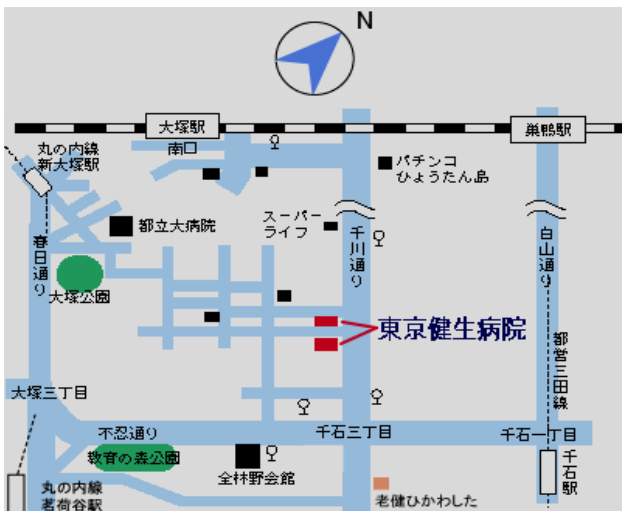 N
大塚駅
巣鴨駅
丸の内線
新大塚駅
南口
パチンコ
ひょうたん島
都立大病院
スーパー
ライフ
春日通り
千川通り
白山通り
大塚公園
東京健生病院
都営三田線
大塚三丁目
不忍通り
千石三丁目
千石一丁目
教育の森公園
全林野会館
千石駅
丸の内線
茗荷谷駅
老健ひかわした